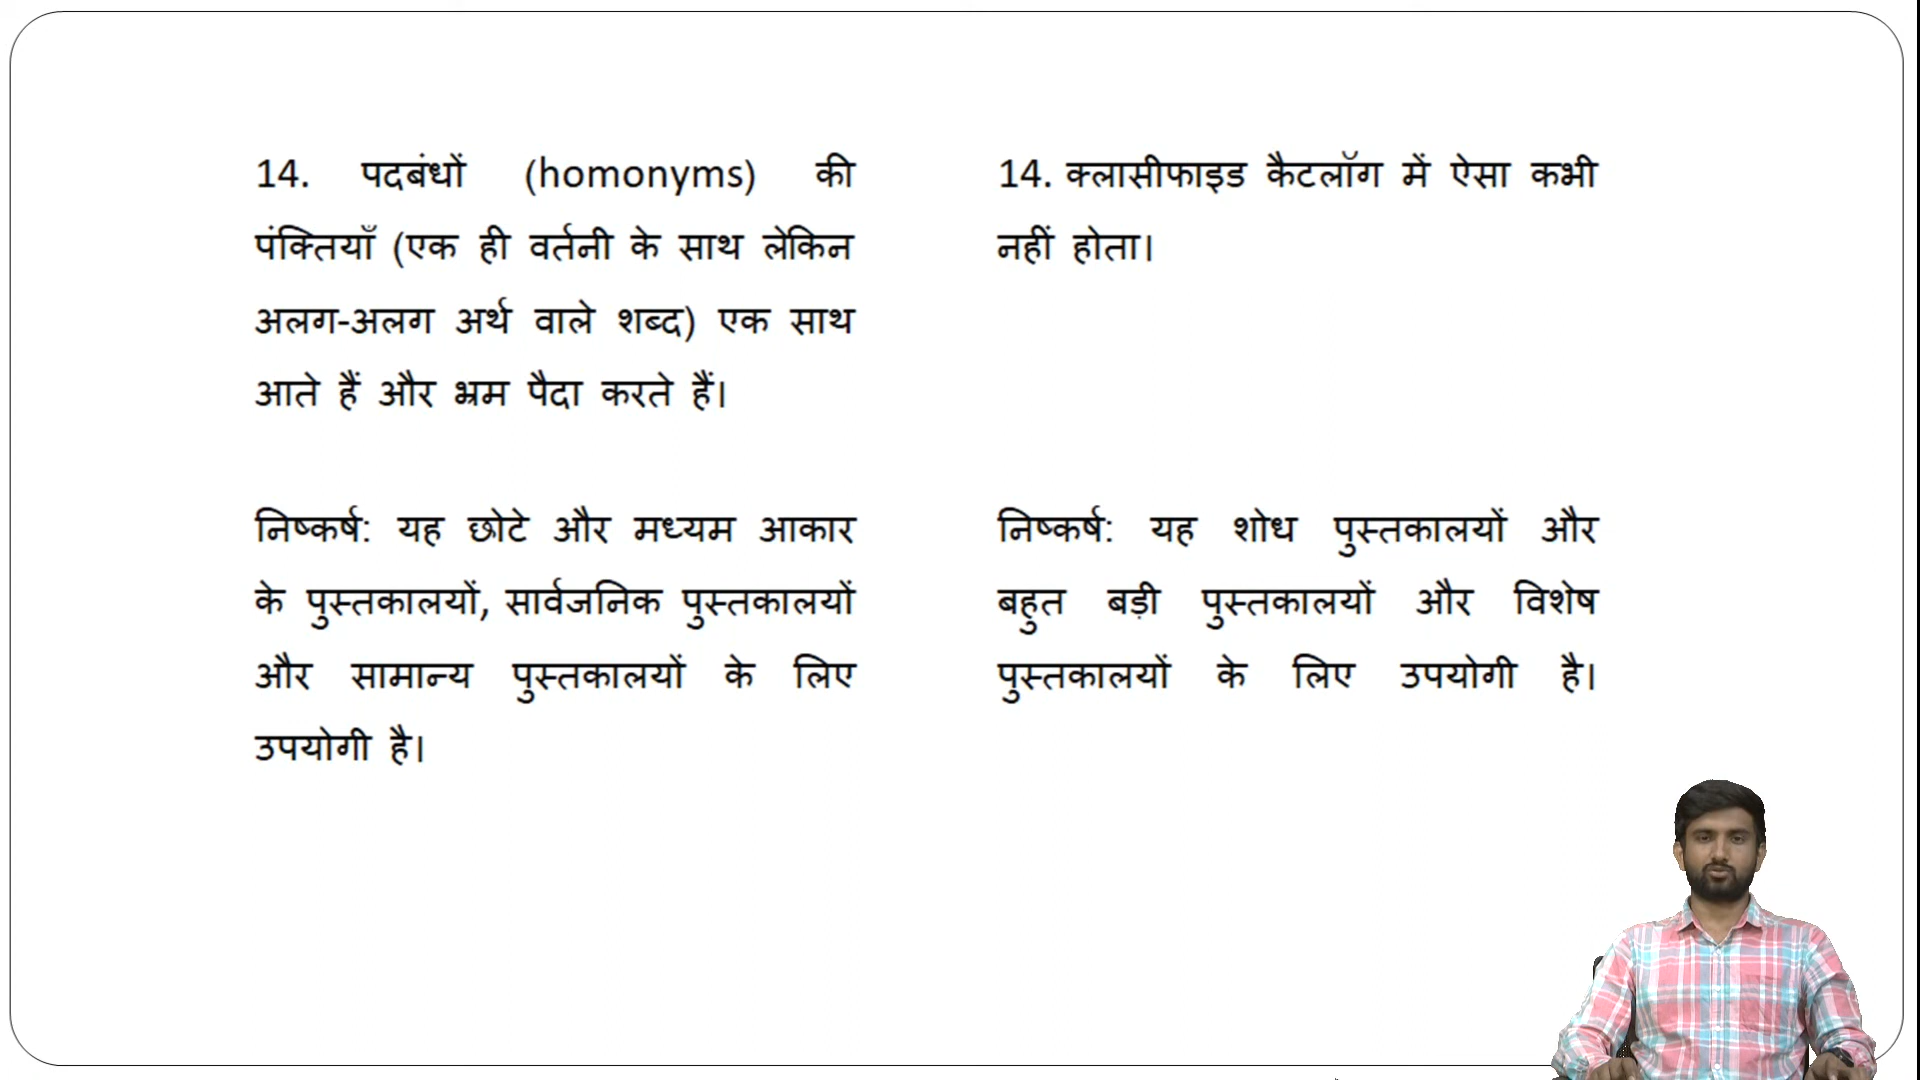 14. पदबंधों (homonyms) की
पंक्तियाँ (एक ही वर्तनी के साथ लेकिन
अलग-अलग अर्थ वाले शब्द) एक साथ
आते हैं और भ्रम पैदा करते हैं।
निष्कर्ष: यह छोटे और मध्यम आकार
के पुस्तकालयों, सार्वजनिक पुस्तकालयों
और सामान्य पुस्तकालयों के लिए
उपयोगी है।
14. क्लासीफाइड कैटलॉग में ऐसा कभी
नहीं होता।
निष्कर्ष: यह शोध पुस्तकालयों और
बहुत बड़ी पुस्तकालयों और विशेष
पुस्तकालयों के लिए उपयोगी है।